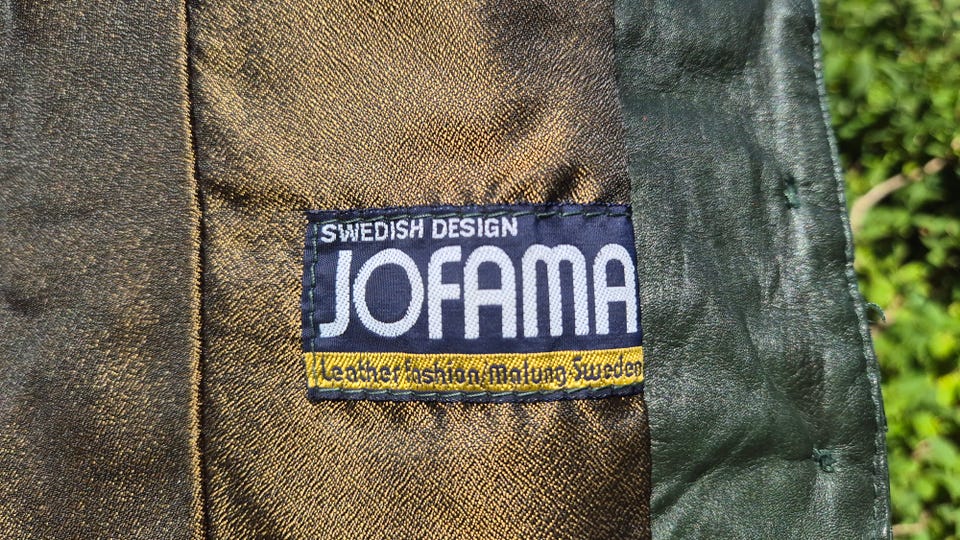 SWEDISH DESIGN
JOFAMA
Leather Fashion, Malung Sweden